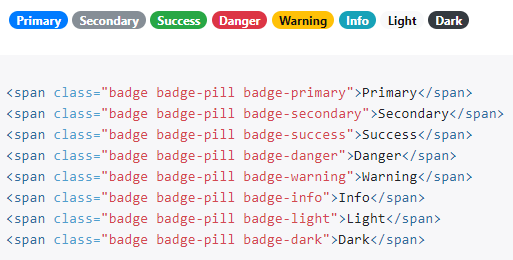 Primary Secondary Success Danger Warning Info Light Dark
<span class="badge badge-pill badge-primary">Primary</span>
<span class="badge badge-pill badge-secondary">Secondary</span>
<span class="badge badge-pill badge-success">Success</span>
<span class="badge badge-pill badge-danger">Danger</span>
<span class="badge badge-pill badge-warning">Warning</span>
<span class="badge badge-pill badge-info">Info</span>
<span class="badge badge-pill badge-light">Light</span>
<span class="badge badge-pill badge-dark">Dark</span>